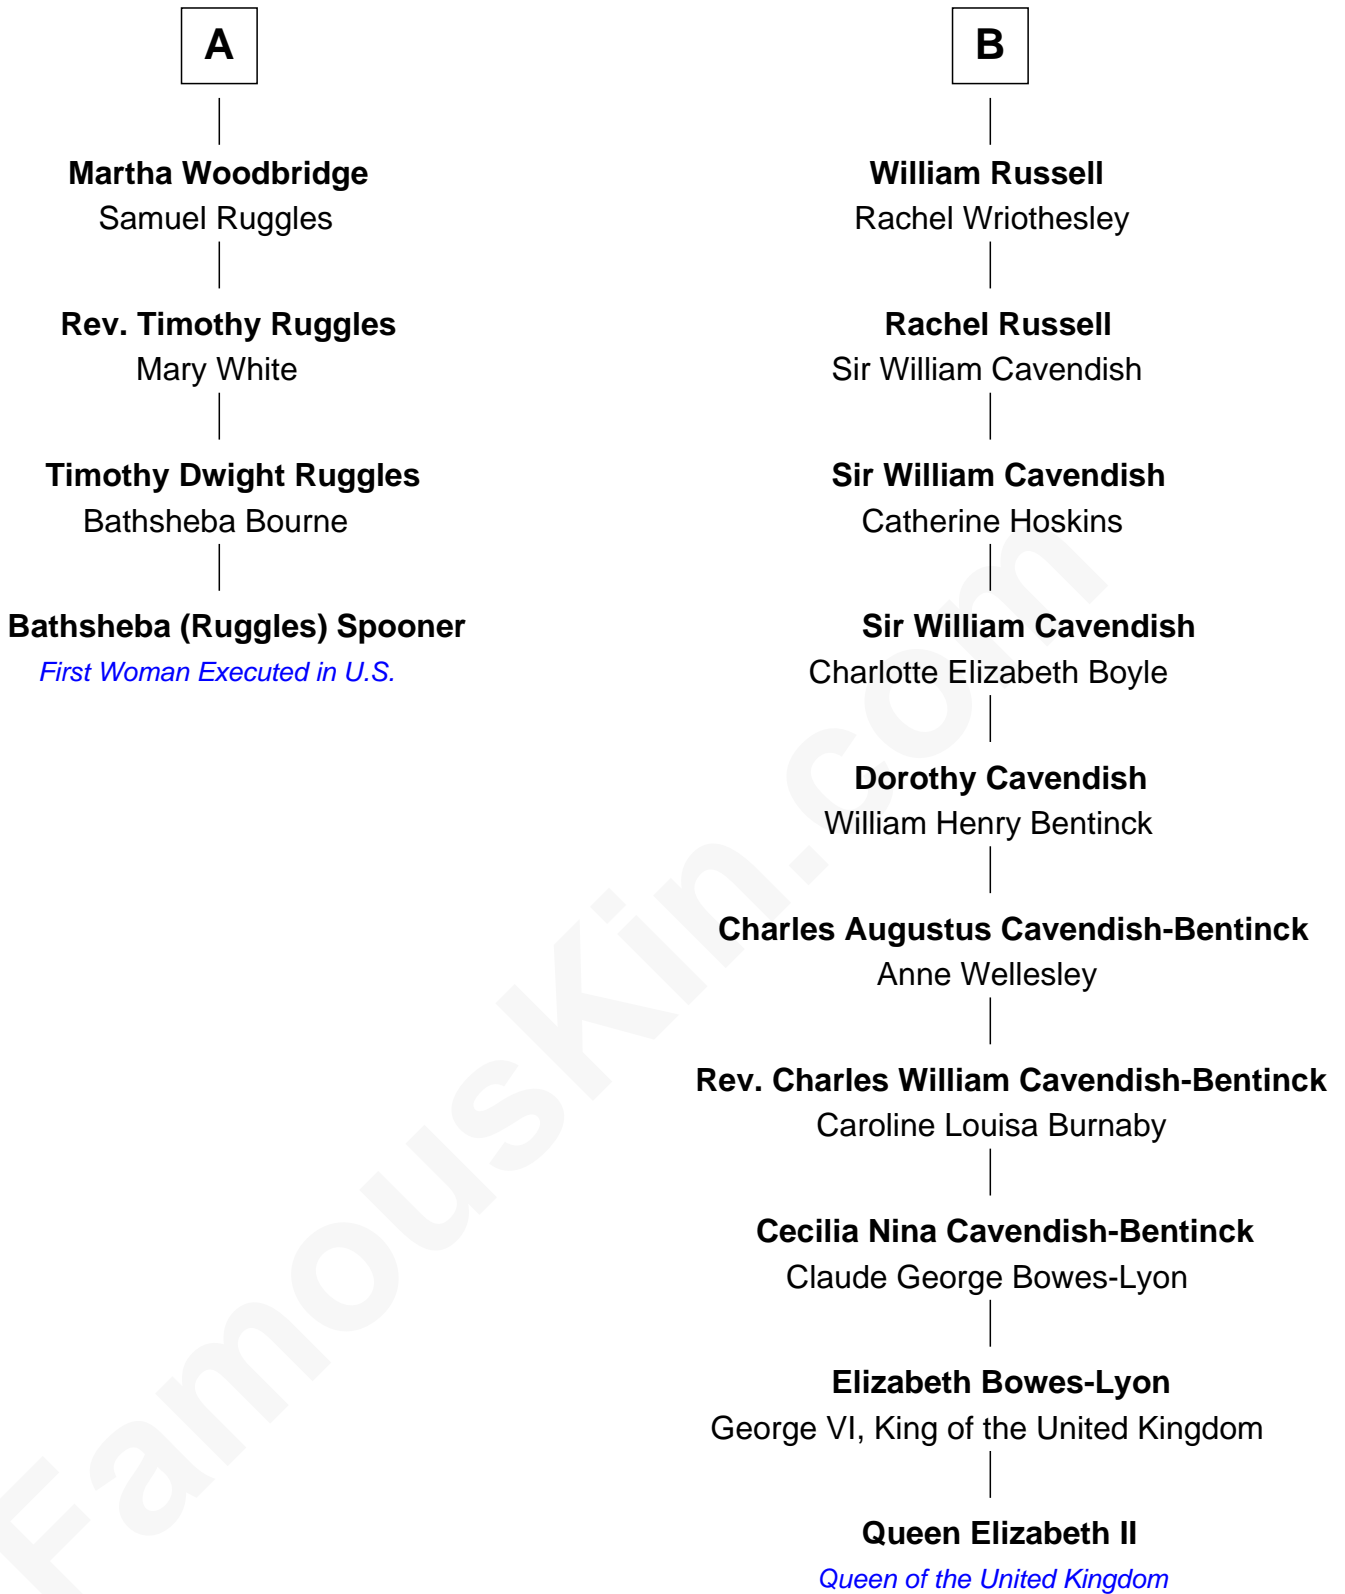 A
Martha Woodbridge
Samuel Ruggles
Rev. Timothy Ruggles
Mary White
Timothy Dwight Ruggles
Bathsheba Bourne
Bathsheba (Ruggles) Spooner
First Woman Executed in U.S.
B
William Russell
Rachel Wriothesley
Rachel Russell
Sir William Cavendish
Sir William Cavendish
Catherine Hoskins
Sir William Cavendish
Charlotte Elizabeth Boyle
Dorothy Cavendish
William Henry Bentinck
Charles Augustus Cavendish-Bentinck
Anne Wellesley
Rev. Charles William Cavendish-Bentinck
Caroline Louisa Burnaby
Cecilia Nina Cavendish-Bentinck
Claude George Bowes-Lyon
Elizabeth Bowes-Lyon
George VI, King of the United Kingdom
Queen Elizabeth II
Queen of the United Kingdom
FamousKin.com